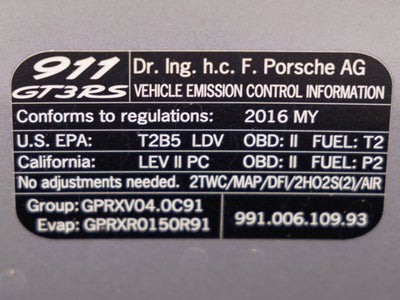 911 Dr. Ing. h.c. F. Porsche AG
GT3RS VEHICLE EMISSION CONTROL INFORMATION
Conforms to regulations: 2016 MY
U.S. EPA: T2B5 LDV OBD: II FUEL: T2
California: LEV II PC OBD: II FUEL: P2
No adjustments needed. 2TWC/MAP/DFI/2HO2S(2)/AIR
Group: GPRXV04.0C91
Evap: GPRXR0150R91 991.006.109.93